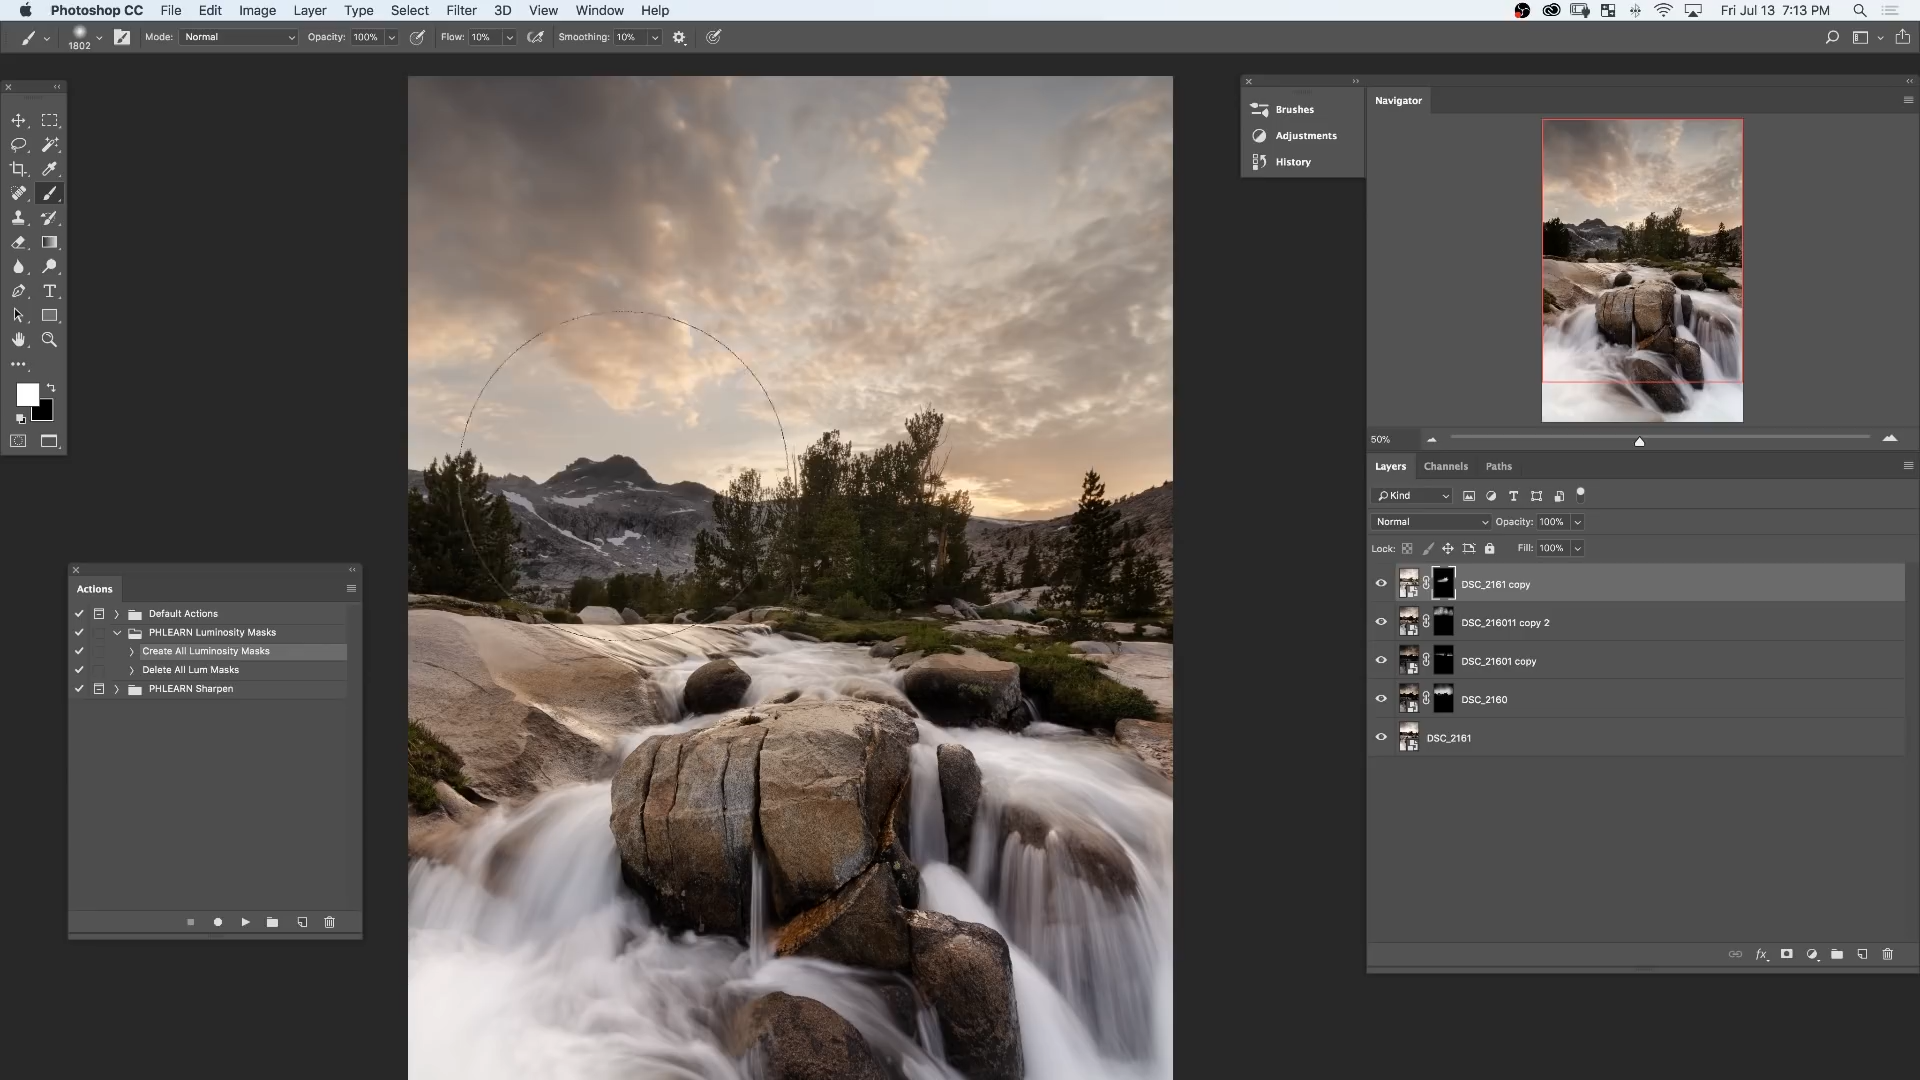 Photoshop CC File Edit Image Layer Type Select Filter 3D View Window Help Fri Jul 13 7:13 PM
1802 Mode: Normal Opacity: 100% Flow: 10% Smoothing: 10%
Brushes
Adjustments
History
Navigator
50%
Layers Channels Paths
Kind
Normal Opacity: 100%
Lock: Fill: 100%
DSC_2161 copy
DSC_216011 copy 2
DSC_21601 copy
DSC_2160
DSC_2161
fx
Actions
Default Actions
PHLEARN Luminosity Masks
Create All Luminosity Masks
Delete All Lum Masks
PHLEARN Sharpen